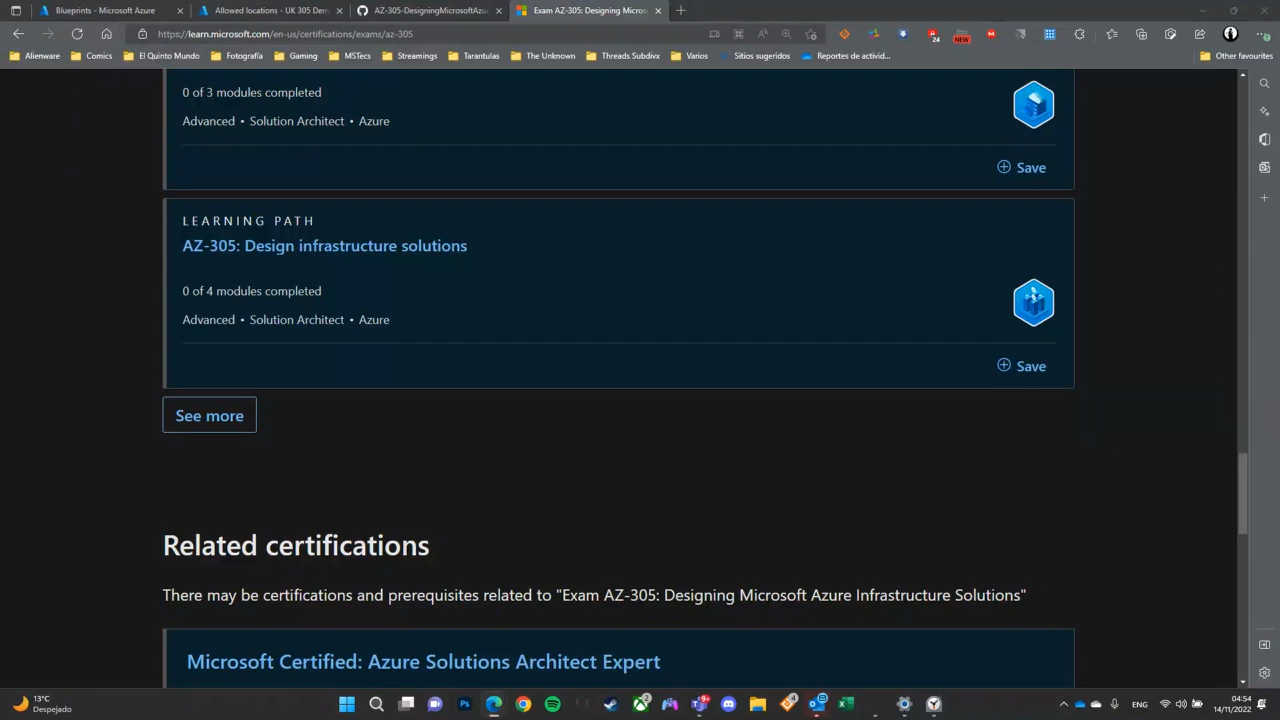 Blueprints - Microsoft Azure
Allowed locations - UK 305 Dem
AZ-305-DesigningMicrosoftAzu
Exam AZ-305: Designing Micros
https://learn.microsoft.com/en-us/certifications/exams/az-305
24
NEW
Alienware
Comics
El Quinto Mundo
Fotografía
Gaming
MSTecs
Streamings
Tarantulas
The Unknown
Threads Subdivx
Varios
Sitios sugeridos
Reportes de activid...
Other favourites
0 of 3 modules completed
Advanced • Solution Architect • Azure
Save
LEARNING PATH
AZ-305: Design infrastructure solutions
0 of 4 modules completed
Advanced • Solution Architect • Azure
Save
See more
Related certifications
There may be certifications and prerequisites related to "Exam AZ-305: Designing Microsoft Azure Infrastructure Solutions"
Microsoft Certified: Azure Solutions Architect Expert
13°C
Despejado
2
9+
4
ENG
04:54
14/11/2022